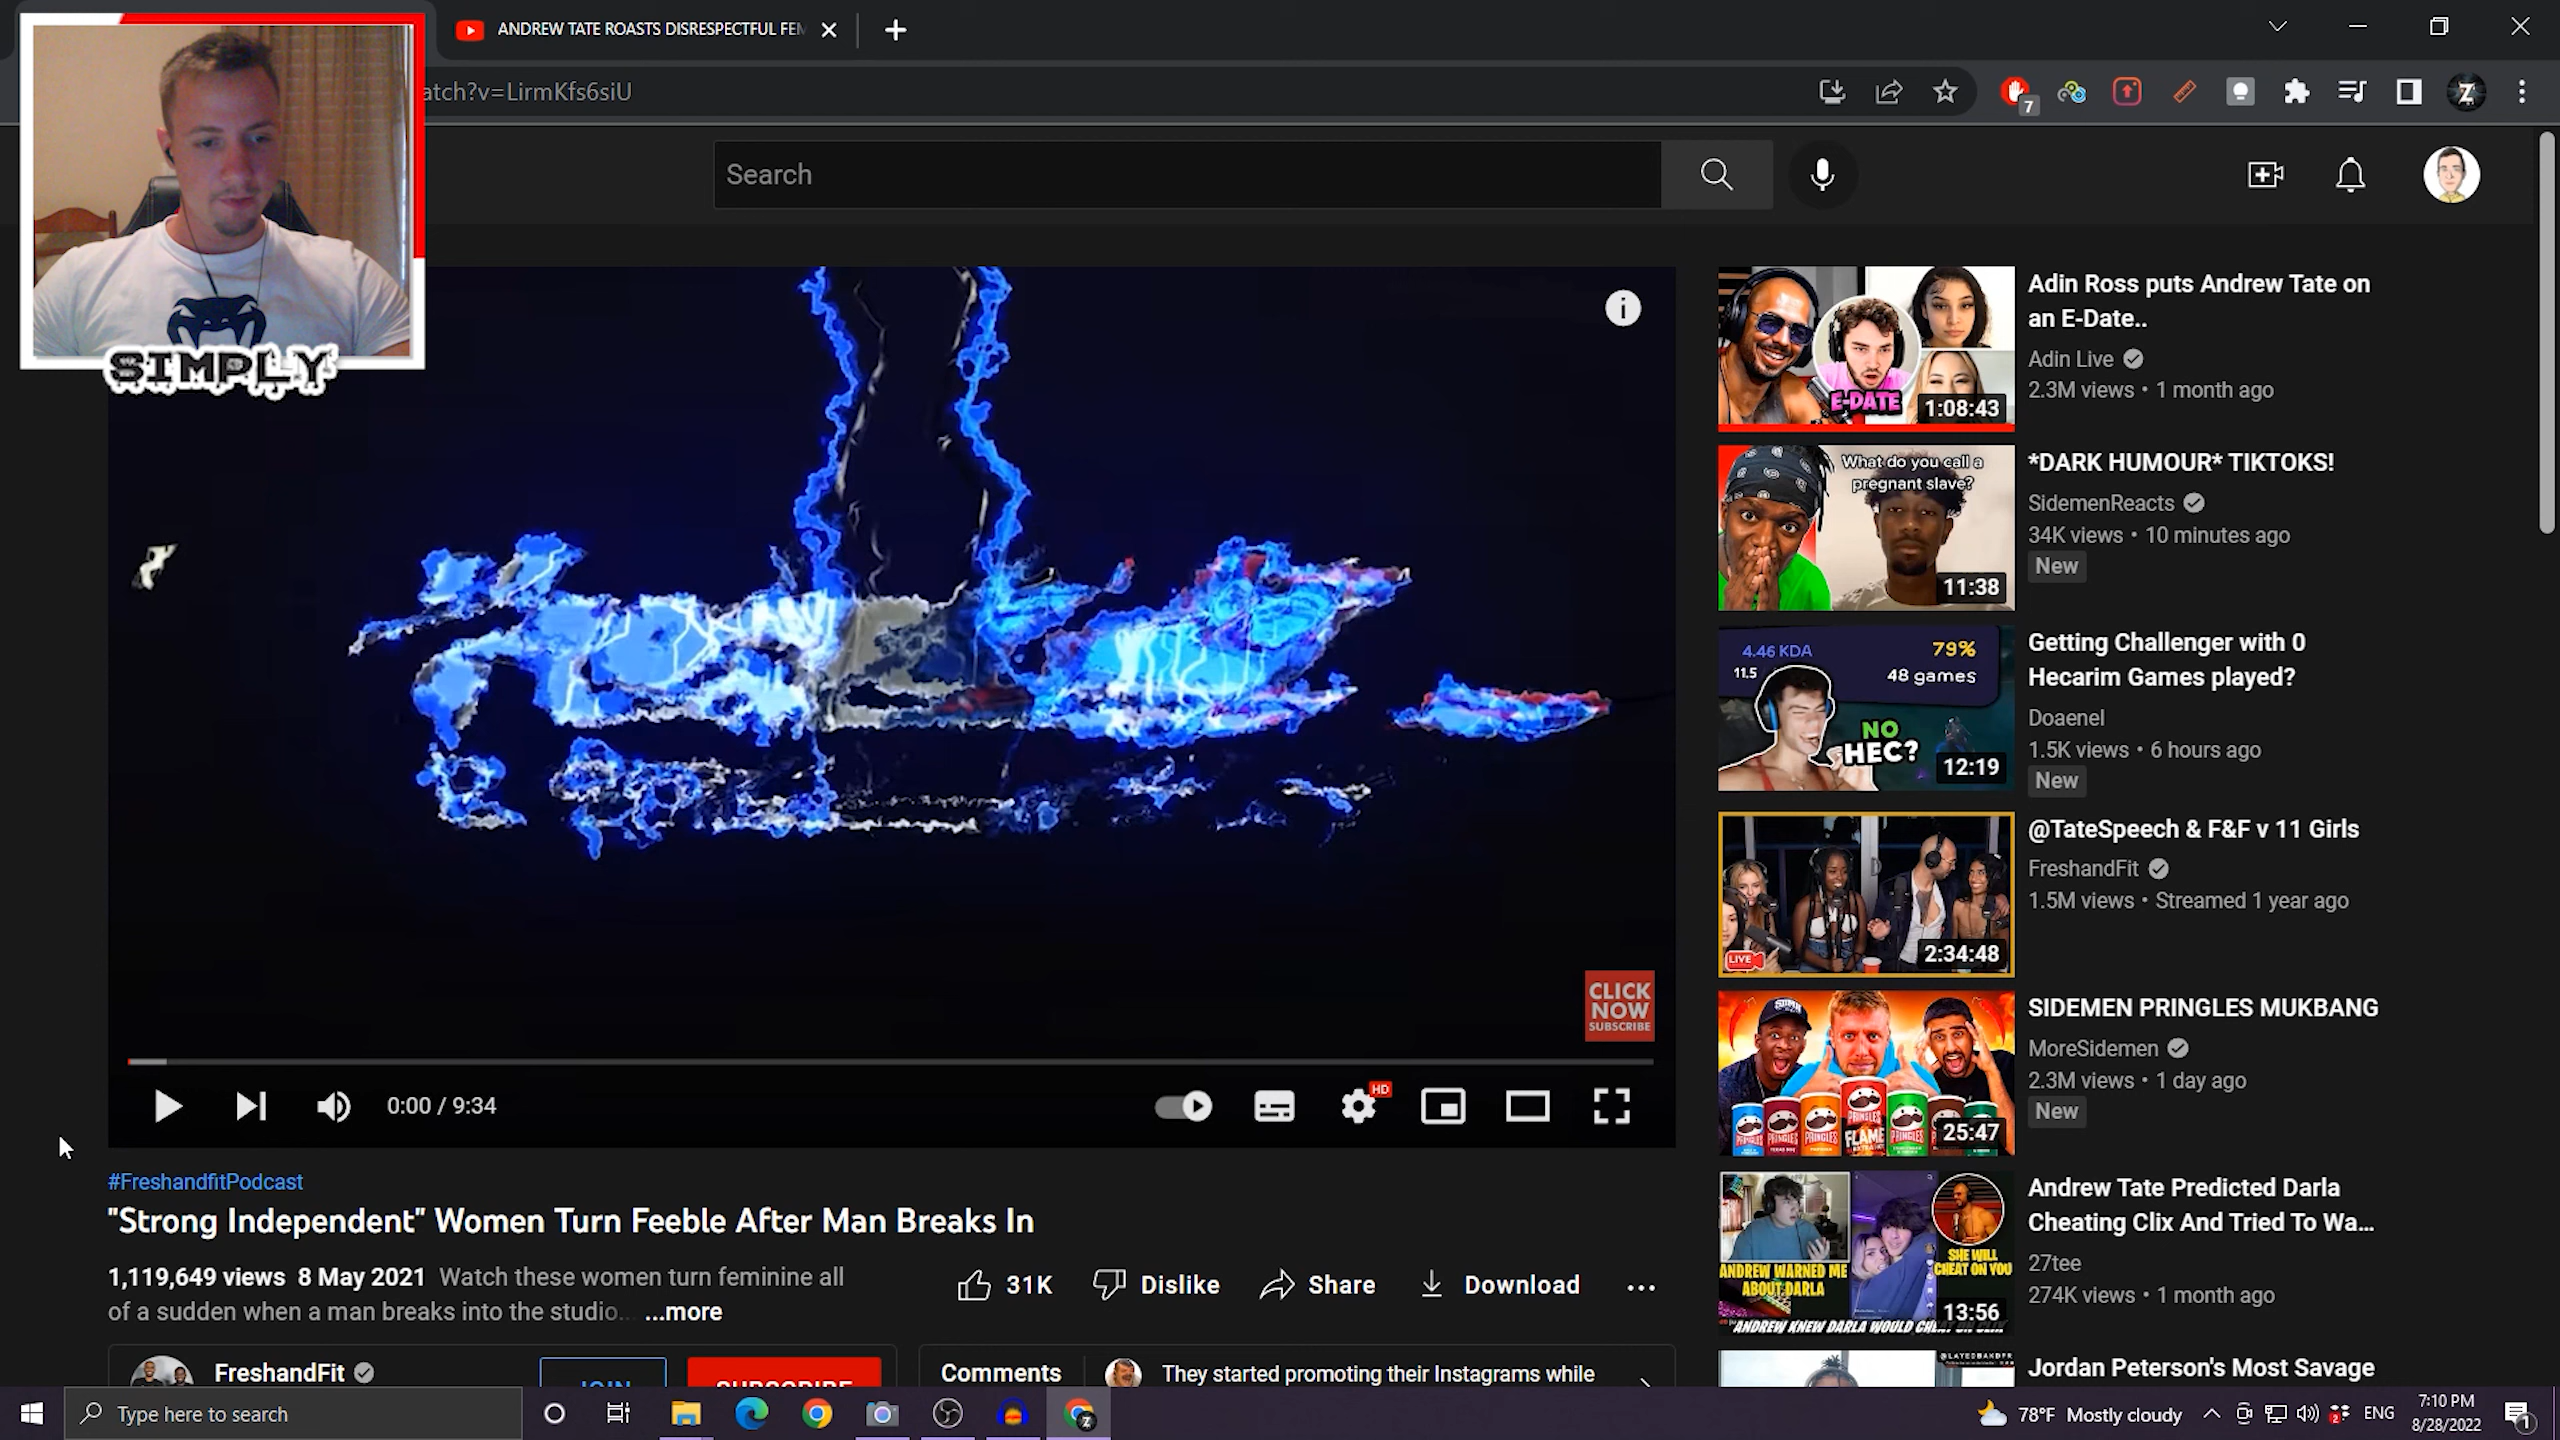 ANDREW TATE ROASTS DISRESPECTFUL FEM
atch?v=LirmKfs6siU
7
Z
SIMPLY
Search
CLICK
NOW
SUBSCRIBE
0:00 / 9:34
HD
#FreshandfitPodcast
"Strong Independent" Women Turn Feeble After Man Breaks In
1,119,649 views 8 May 2021 Watch these women turn feminine all
of a sudden when a man breaks into the studio... ...more
31K
Dislike
Share
Download
FreshandFit
JOIN
SUBSCRIBE
Comments
They started promoting their Instagrams while
E-DATE
1:08:43
Adin Ross puts Andrew Tate on
an E-Date..
Adin Live
2.3M views • 1 month ago
What do you call a
pregnant slave?
11:38
*DARK HUMOUR* TIKTOKS!
SidemenReacts
34K views • 10 minutes ago
New
4.46 KDA
79%
11.5
48 games
NO
HEC?
12:19
Getting Challenger with 0
Hecarim Games played?
Doaenel
1.5K views • 6 hours ago
New
LIVE
2:34:48
@TateSpeech & F&F v 11 Girls
FreshandFit
1.5M views • Streamed 1 year ago
PRINGLES
FLAME
25:47
SIDEMEN PRINGLES MUKBANG
MoreSidemen
2.3M views • 1 day ago
New
ANDREW WARNED ME
ABOUT DARLA
SHE WILL
CHEAT ON YOU
13:56
Andrew Tate Predicted Darla
Cheating Clix And Tried To Wa...
27tee
274K views • 1 month ago
Jordan Peterson's Most Savage
Type here to search
Z
78°F Mostly cloudy
2
ENG
7:10 PM
8/28/2022
1